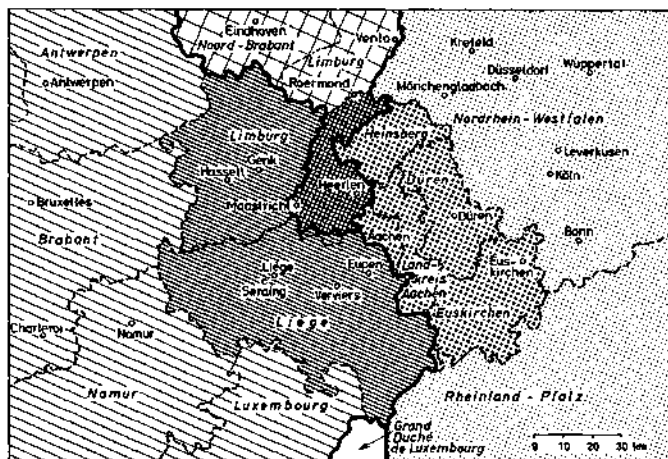 Eindhoven
Noord-Brabant
Venlo
Krefeld
Antwerpen
Limburg
Düsseldorf
Wuppertal
Antwerpen
Roermond
Mönchengladbach
Nordrhein-Westfalen
Limburg
Heinsberg
Genk
Hasselt
Leverkusen
Heerlen
Düren
Köln
Bruxelles
Maastricht
Düren
Aachen
Bonn
Brabant
Liège
Eupen
Land-
kreis
Aachen
Eus-
kirchen
Seraing
Verviers
Charleroi
Namur
Liège
Euskirchen
Namur
Luxembourg
Rheinland-Pfalz
Grand
Duché
de Luxembourg
0 10 20 30 km